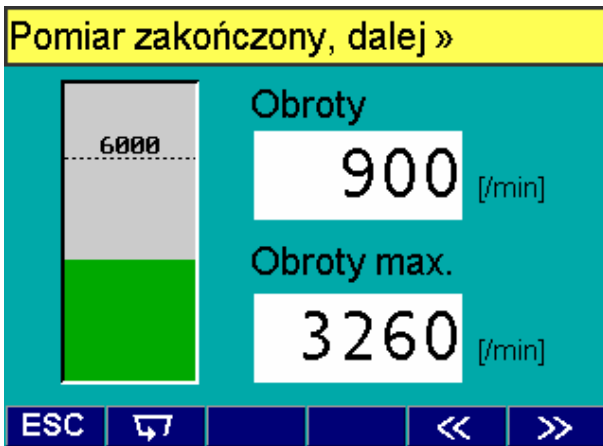 Pomiar zakończony, dalej »
6000
Obroty
900 [/min]
Obroty max.
3260 [/min]
ESC << >>